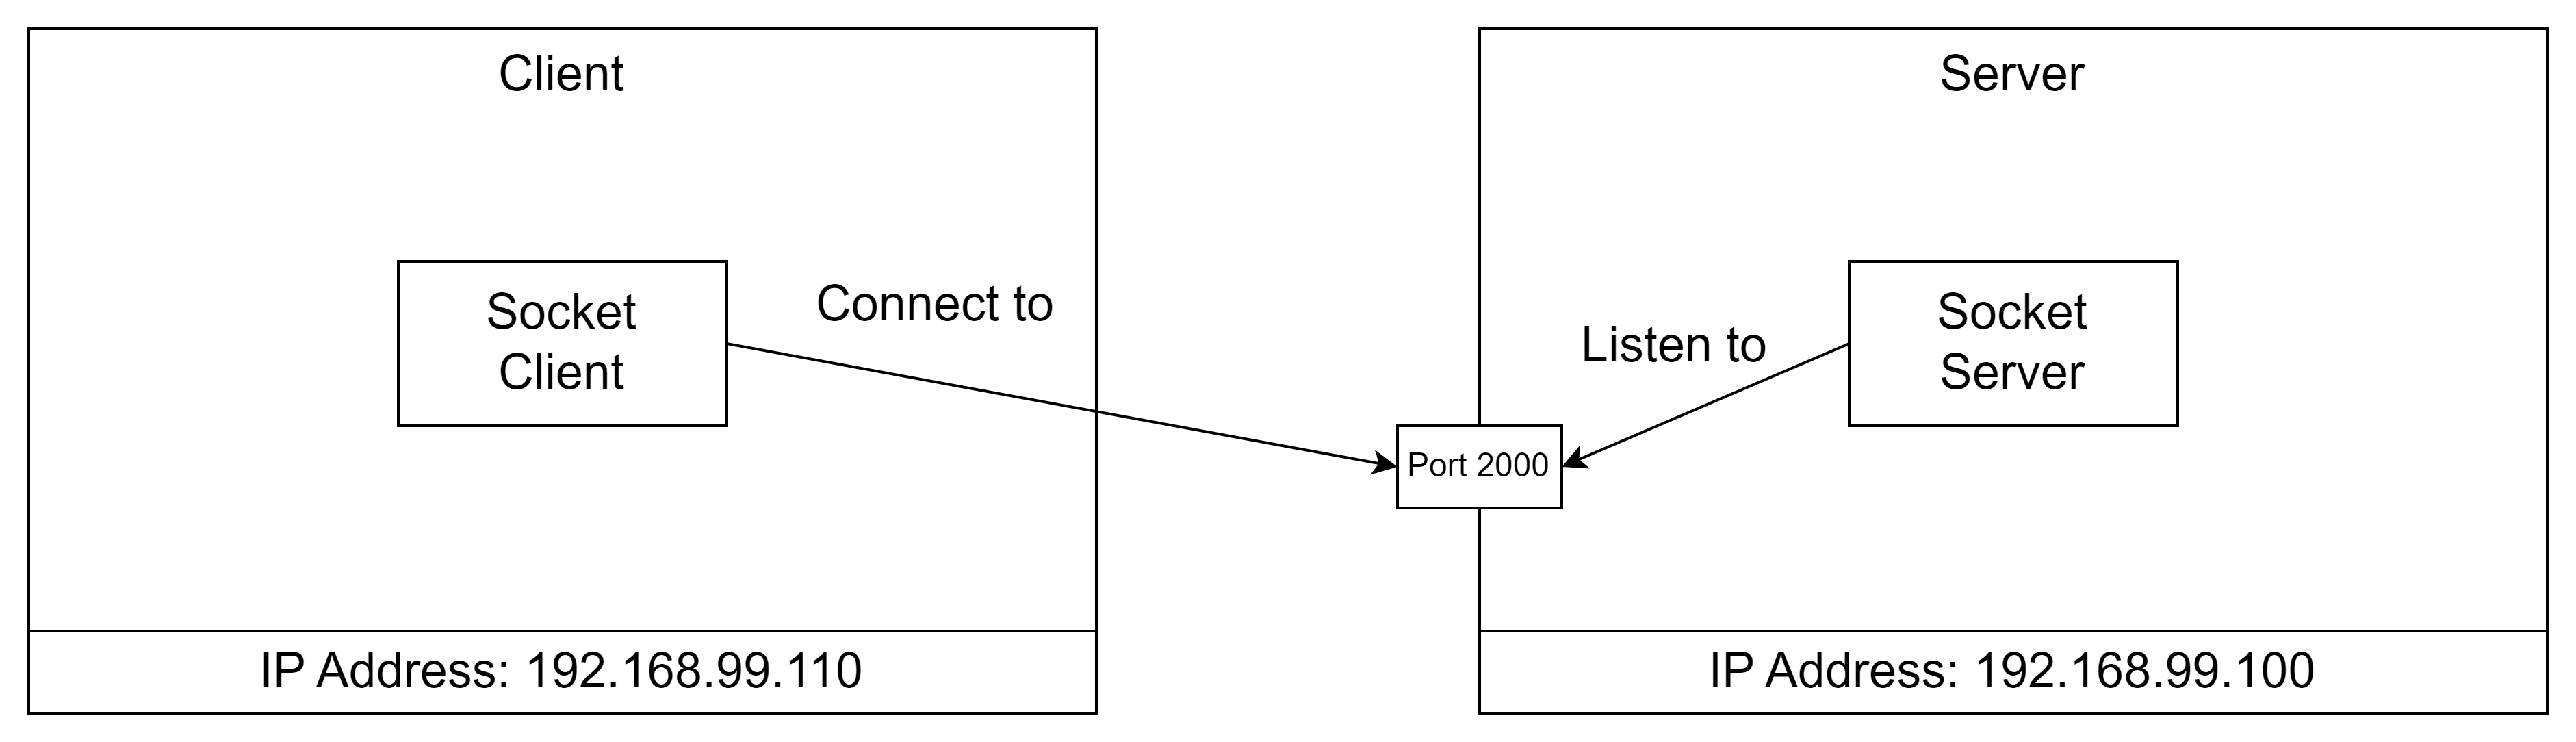 Client
Socket
Client
Connect to
IP Address: 192.168.99.110
Server
Port 2000
Listen to
Socket
Server
IP Address: 192.168.99.100